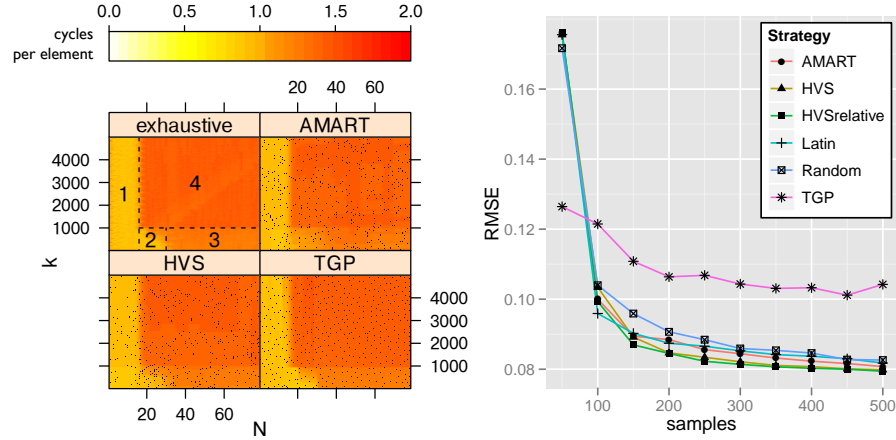 cycles
per element
0.0 0.5 1.0 1.5 2.0
20 40 60
exhaustive AMART
4000
3000
2000
1000
1 4
2 3
k
HVS TGP
4000
3000
2000
1000
20 40 60
N
RMSE
0.16
0.14
0.12
0.10
0.08
Strategy
AMART
HVS
HVSrelative
Latin
Random
TGP
100 200 300 400 500
samples